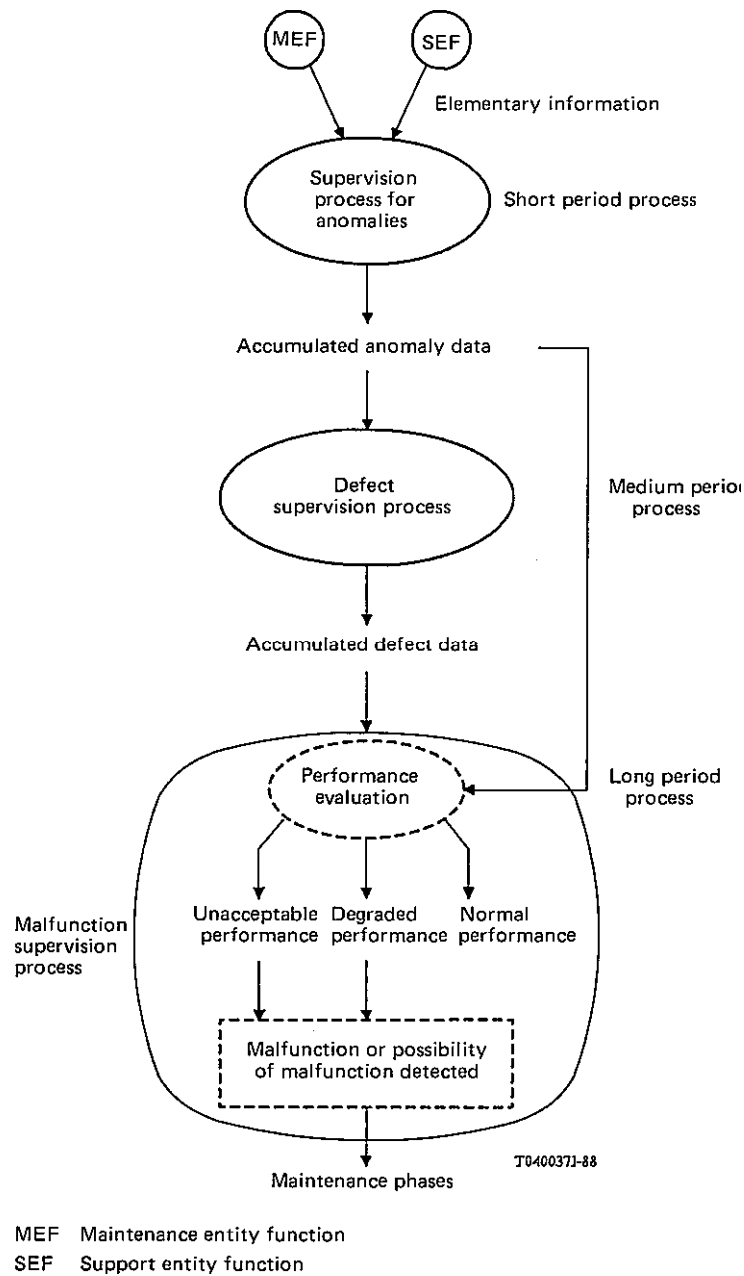 MEF
SEF
Elementary information
Supervision
process for
anomalies
Short period process
Accumulated anomaly data
Defect
supervision process
Medium period
process
Accumulated defect data
Performance
evaluation
Long period
process
Unacceptable
performance
Degraded
performance
Normal
performance
Malfunction
supervision
process
Malfunction or possibility
of malfunction detected
T0400371-88
Maintenance phases
MEF Maintenance entity function
SEF Support entity function